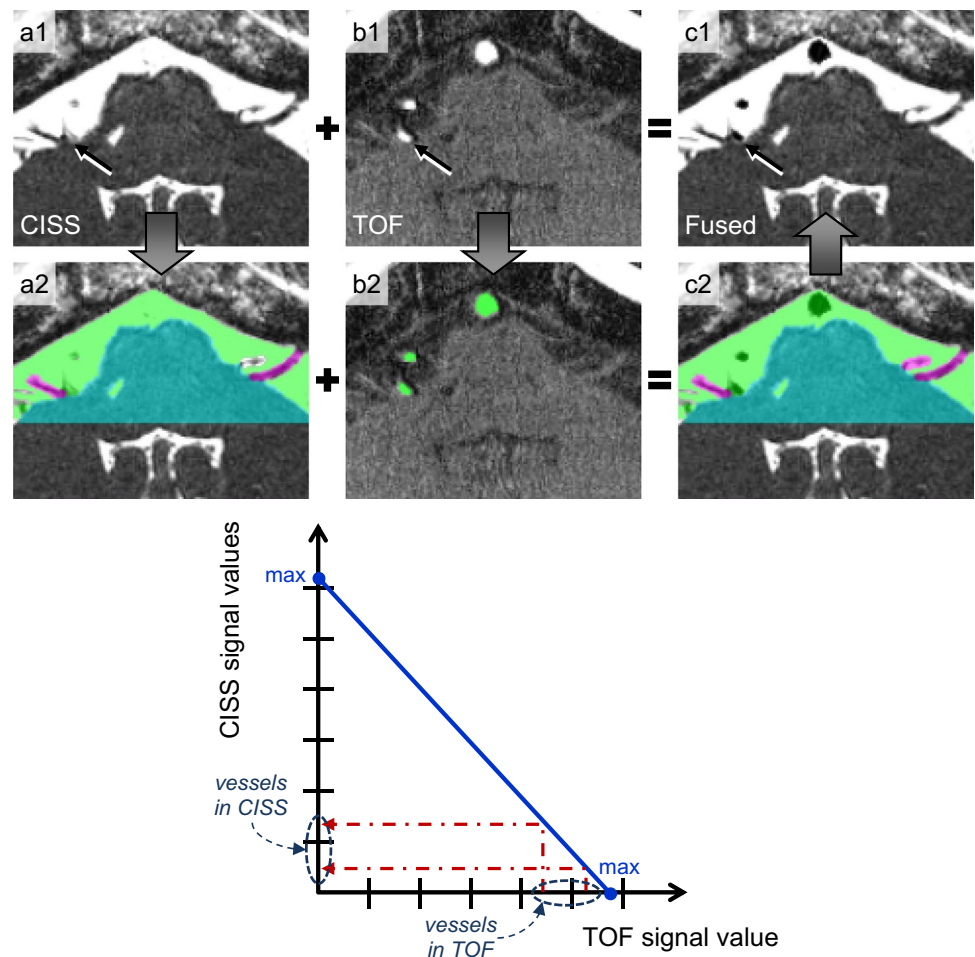 a1
b1
c1
+
=
CISS
TOF
Fused
a2
b2
c2
+
=
CISS signal values
max
vessels
in CISS
max
vessels
in TOF
TOF signal value